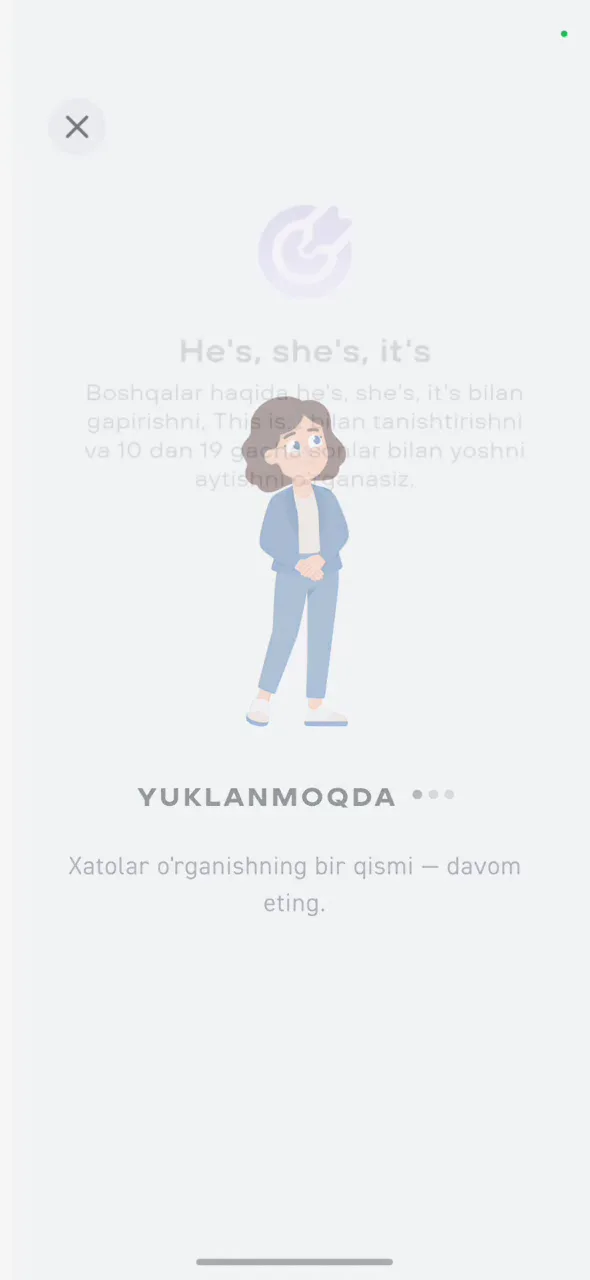 He's, she's, it's
Boshqalar haqida he's, she's, it's bilan
gapirishni, This is bilan tanishtirishni
va 10 dan 19 gacha sonlar bilan yoshni
YUKLANMOQDA
Xatolar o'rganishning bir qismi — davom
eting.